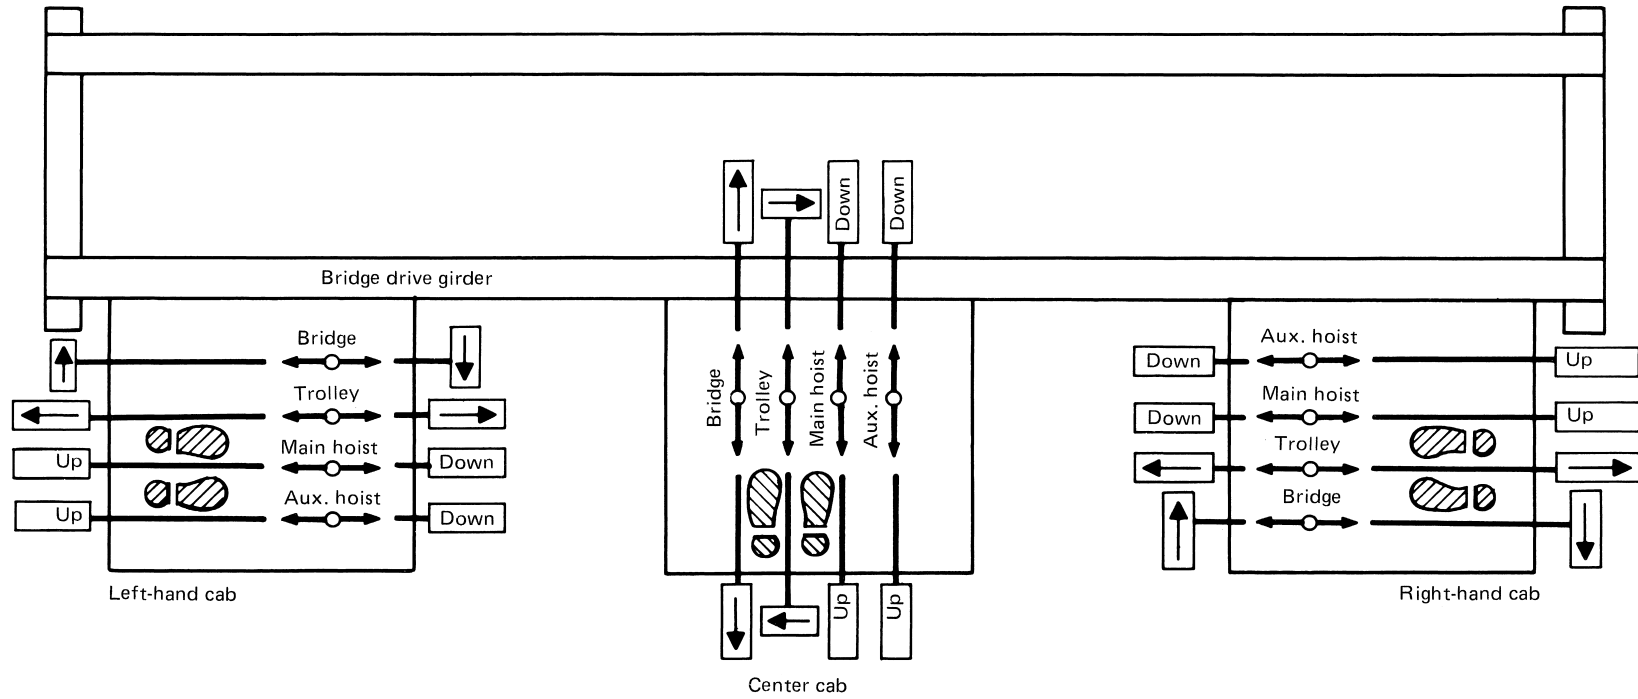 Down
Down
Bridge drive girder
Bridge
Trolley
Up
Main hoist
Down
Up
Aux. hoist
Down
Left-hand cab
Bridge
Trolley
Main hoist
Aux. hoist
Up
Up
Center cab
Aux. hoist
Down
Up
Main hoist
Down
Up
Trolley
Bridge
Right-hand cab